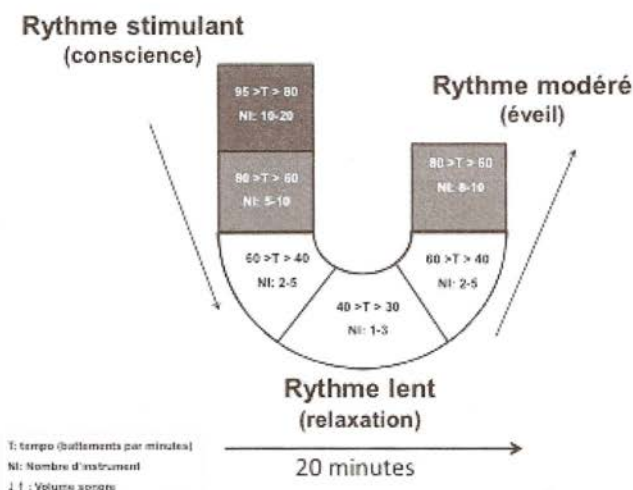 Rythme stimulant
(conscience)
95 >T > 80
NI: 10-20
80 >T > 60
NI: 5-10
60 >T > 40
NI: 2-5
40 >T > 30
NI: 1-3
60 >T > 40
NI: 2-5
80 >T > 60
NI: 8-10
Rythme modéré
(éveil)
Rythme lent
(relaxation)
20 minutes
T: tempo (battements par minutes)
NI: Nombre d'instrument
↓ ↑ : Volume sonore